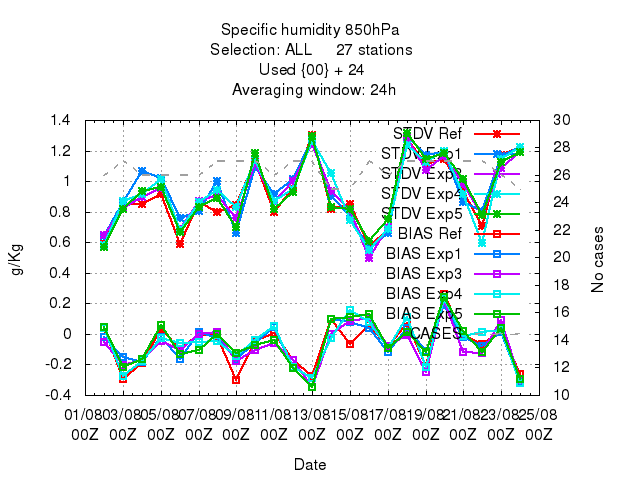 Specific humidity 850hPa
Selection: ALL 27 stations
Used {00} + 24
Averaging window: 24h
1.4
1.2
1
0.8
0.6
0.4
0.2
0
-0.2
-0.4
g/Kg
30
28
26
24
22
20
18
16
14
12
10
No cases
STDV Ref
STDV Exp1
STDV Exp3
STDV Exp4
STDV Exp5
BIAS Ref
BIAS Exp1
BIAS Exp3
BIAS Exp4
BIAS Exp5
CASES
01/08 03/08 05/08 07/08 09/08 11/08 13/08 15/08 17/08 19/08 21/08 23/08 25/08
00Z 00Z 00Z 00Z 00Z 00Z 00Z 00Z 00Z 00Z 00Z 00Z 00Z
Date